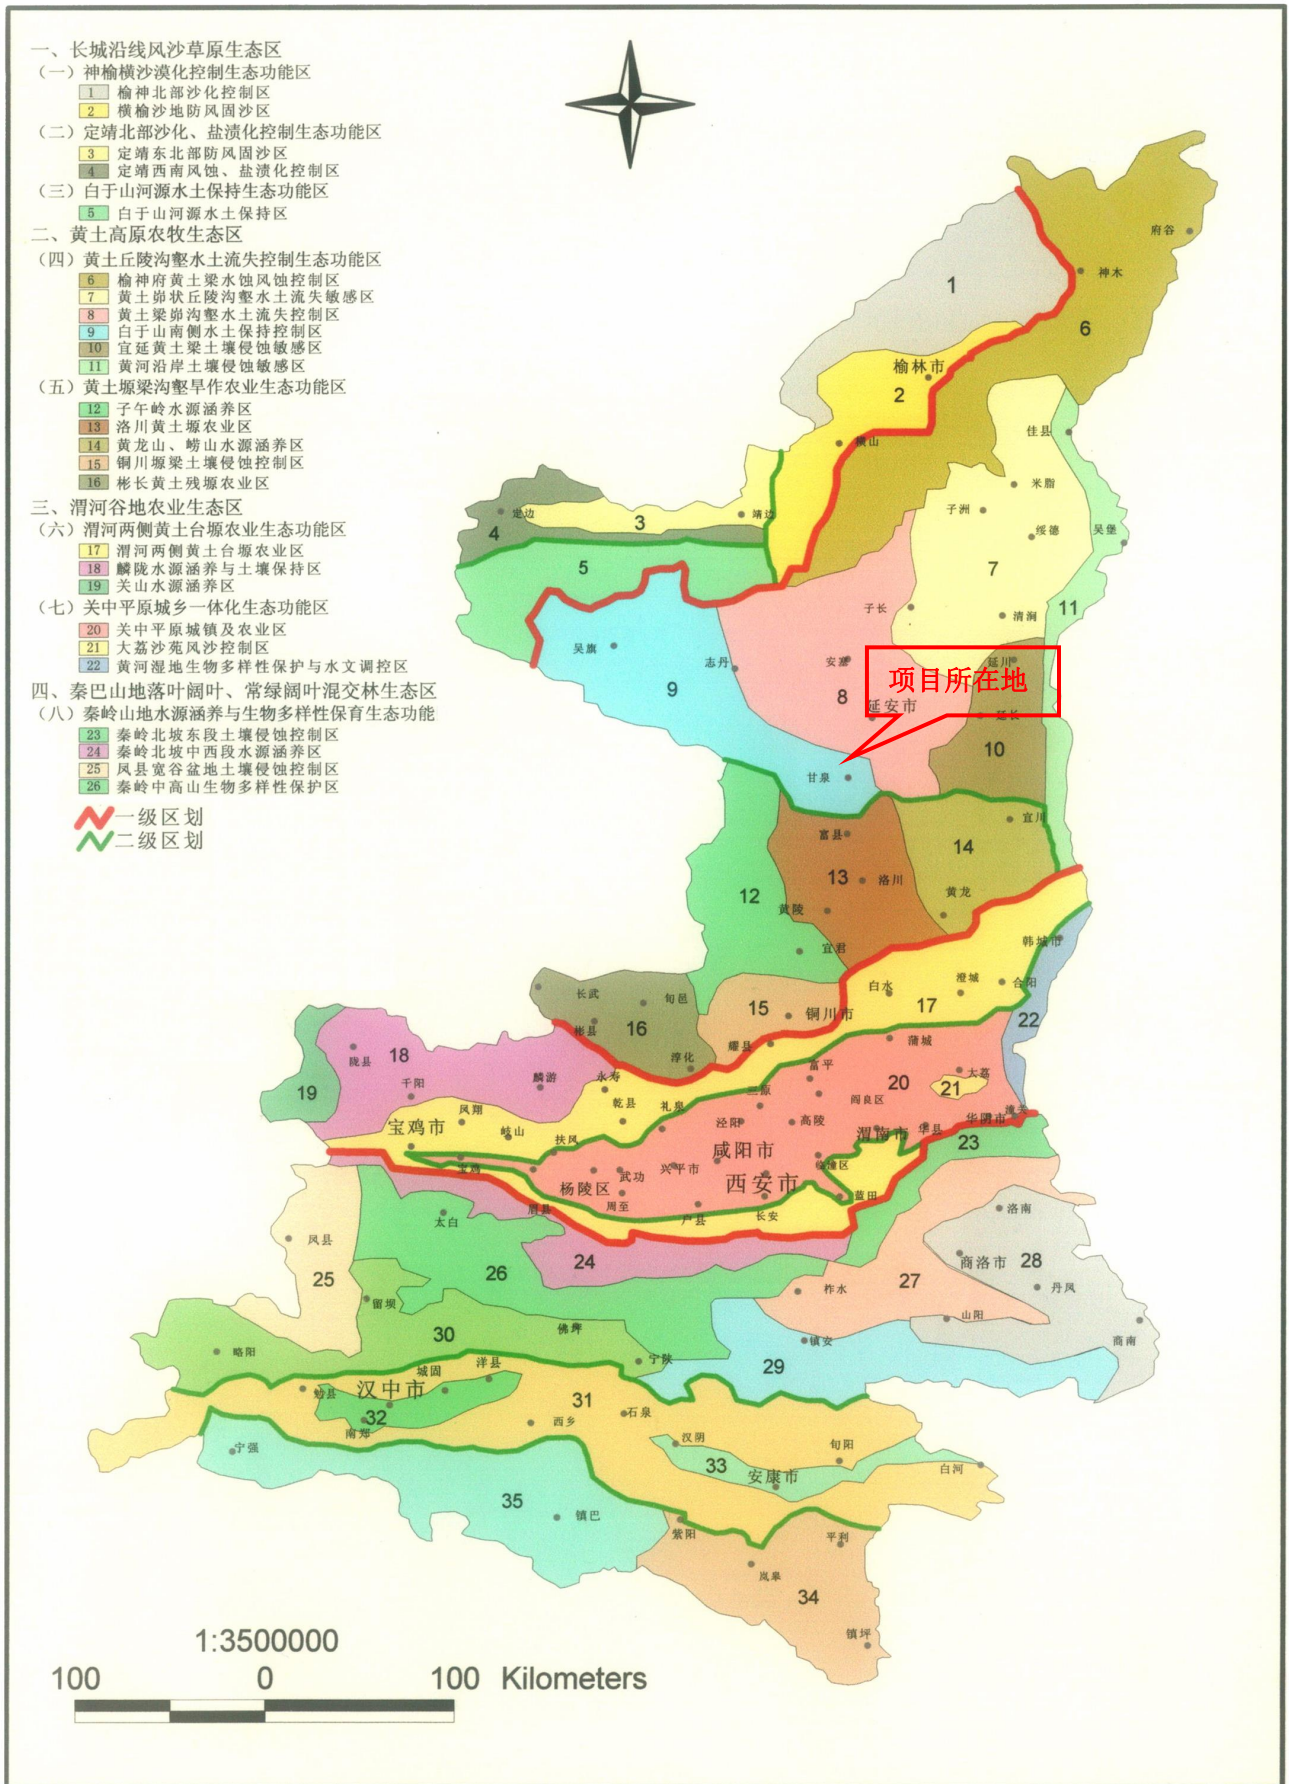 一、长城沿线风沙草原生态区
（一）神榆横沙漠化控制生态功能区
1 榆神北部沙化控制区
2 横榆沙地防风固沙区
（二）定靖北部沙化、盐渍化控制生态功能区
3 定靖东北部防风固沙区
4 定靖西南风蚀、盐渍化控制区
（三）白于山河源水土保持生态功能区
5 白于山河源水土保持区
二、黄土高原农牧生态区
（四）黄土丘陵沟壑水土流失控制生态功能区
6 榆神府黄土梁水蚀风蚀控制区
7 黄土峁状丘陵沟壑水土流失敏感区
8 黄土梁峁沟壑水土流失控制区
9 白于山南侧水土保持控制区
10 宜延黄土梁土壤侵蚀敏感区
11 黄河沿岸土壤侵蚀敏感区
（五）黄土塬梁沟壑旱作农业生态功能区
12 子午岭水源涵养区
13 洛川黄土塬农业区
14 黄龙山、崂山水源涵养区
15 铜川塬梁土壤侵蚀控制区
16 彬长黄土残塬农业区
三、渭河谷地农业生态区
（六）渭河两侧黄土台塬农业生态功能区
17 渭河两侧黄土台塬农业区
18 麟陇水源涵养与土壤保持区
19 关山水源涵养区
（七）关中平原城乡一体化生态功能区
20 关中平原城镇及农业区
21 大荔沙苑风沙控制区
22 黄河湿地生物多样性保护与水文调控区
四、秦巴山地落叶阔叶、常绿阔叶混交林生态区
（八）秦岭山地水源涵养与生物多样性保育生态功能
23 秦岭北坡东段土壤侵蚀控制区
24 秦岭北坡中西段水源涵养区
25 凤县宽谷盆地土壤侵蚀控制区
26 秦岭中高山生物多样性保护区
一级区划
二级区划
府谷
神木
1
6
榆林市
2
横山
佳县
米脂
子洲
绥德
吴堡
定边
靖边
3
4
5
7
子长
清涧
11
吴旗
志丹
安塞
延川
项目所在地
9
8
延安市
延长
10
甘泉
富县
宜川
14
13
洛川
12
黄陵
黄龙
宜君
韩城市
白水
澄城
合阳
17
长武
旬邑
15
铜川市
22
彬县
16
耀县
蒲城
淳化
18
陇县
19
千阳
麟游
永寿
富平
20
大荔
21
三原
阎良区
乾县
礼泉
凤翔
宝鸡市
岐山
泾阳
高陵
渭南市
华县
华阴市
潼关
23
扶风
咸阳市
宝鸡
武功
兴平市
临潼区
杨陵区
西安市
周至
蓝田
眉县
户县
长安
太白
洛南
凤县
25
26
24
商洛市
28
27
丹凤
柞水
留坝
30
佛坪
山阳
商南
略阳
宁陕
镇安
29
洋县
城固
汉中市
勉县
32
31
石泉
西乡
南郑
汉阴
旬阳
宁强
33
安康市
白河
35
镇巴
紫阳
平利
岚皋
34
镇坪
1:3500000
100 0 100 Kilometers